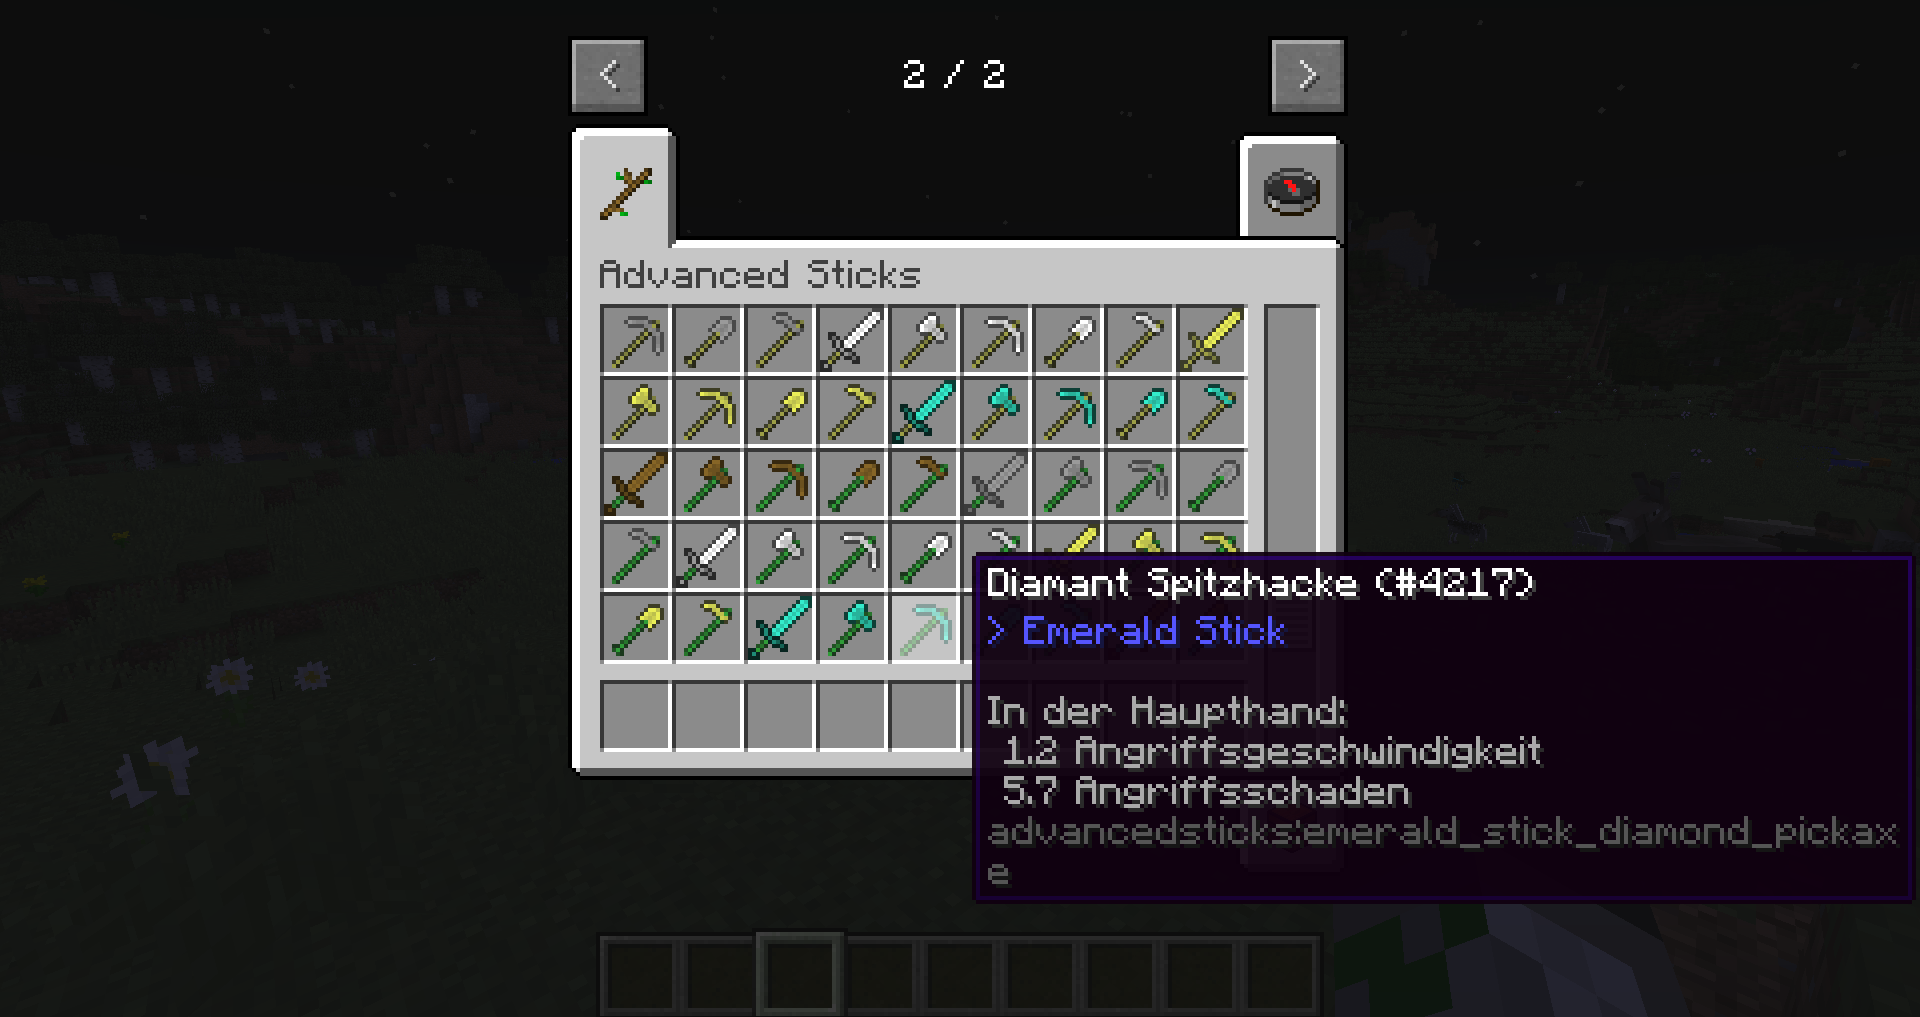 <
2 / 2
>
Advanced Sticks
Diamant Spitzhacke (#4217)
> Emerald Stick
In der Haupthand:
1.2 Angriffsgeschwindigkeit
5.7 Angriffsschaden
advancedsticks:emerald_stick_diamond_pickax
e